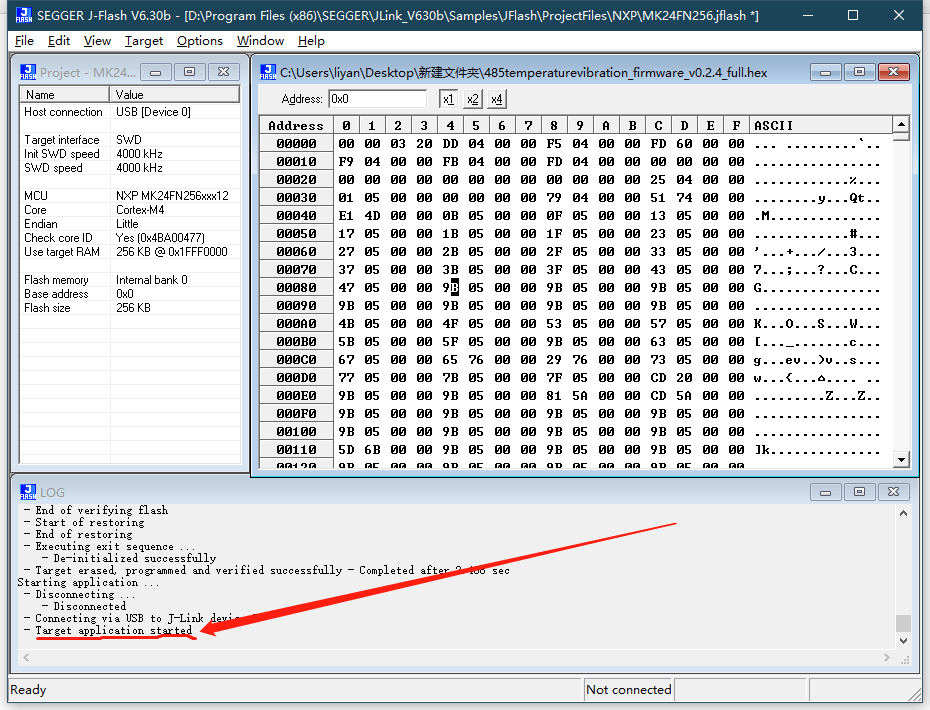 SEGGER J-Flash V6.30b - [D:\Program Files (x86)\SEGGER\JLink_V630b\Samples\JFlash\ProjectFiles\NXP\MK24FN256.jflash *]
File Edit View Target Options Window Help
Project - MK24...
Name Value
Host connection USB [Device 0]
Target interface SWD
Init SWD speed 4000 kHz
SWD speed 4000 kHz
MCU NXP MK24FN256xxx12
Core Cortex-M4
Endian Little
Check core ID Yes (0x4BA00477)
Use target RAM 256 KB @ 0x1FFF0000
Flash memory Internal bank 0
Base address 0x0
Flash size 256 KB
C:\Users\liyan\Desktop\新建文件夹\485temperaturevibration_firmware_v0.2.4_full.hex
Address: 0x0 x1 x2 x4
Address 0 1 2 3 4 5 6 7 8 9 A B C D E F ASCII
00000 00 00 03 20 DD 04 00 00 F5 04 00 00 FD 60 00 00 ... .........`..
00010 F9 04 00 00 FB 04 00 00 FD 04 00 00 00 00 00 00 ................
00020 00 00 00 00 00 00 00 00 00 00 00 00 25 04 00 00 ............%...
00030 01 05 00 00 00 00 00 00 79 04 00 00 51 74 00 00 ........y...Qt..
00040 E1 4D 00 00 0B 05 00 00 0F 05 00 00 13 05 00 00 .M..............
00050 17 05 00 00 1B 05 00 00 1F 05 00 00 23 05 00 00 ............#...
00060 27 05 00 00 2B 05 00 00 2F 05 00 00 33 05 00 00 '...+.../...3...
00070 37 05 00 00 3B 05 00 00 3F 05 00 00 43 05 00 00 7...;...?...C...
00080 47 05 00 00 9B 05 00 00 9B 05 00 00 9B 05 00 00 G...............
00090 9B 05 00 00 9B 05 00 00 9B 05 00 00 9B 05 00 00 ................
000A0 4B 05 00 00 4F 05 00 00 53 05 00 00 57 05 00 00 K...O...S...W...
000B0 5B 05 00 00 5F 05 00 00 9B 05 00 00 63 05 00 00 [..._.......c...
000C0 67 05 00 00 65 76 00 00 29 76 00 00 73 05 00 00 g...ev..)v..s...
000D0 77 05 00 00 7B 05 00 00 7F 05 00 00 CD 20 00 00 w...{...△.... ..
000E0 9B 05 00 00 9B 05 00 00 81 5A 00 00 CD 5A 00 00 .........Z...Z..
000F0 9B 05 00 00 9B 05 00 00 9B 05 00 00 9B 05 00 00 ................
00100 9B 05 00 00 9B 05 00 00 9B 05 00 00 9B 05 00 00 ................
00110 5D 6B 00 00 9B 05 00 00 9B 05 00 00 9B 05 00 00 ]k..............
00120 9B 05 00 00 9B 05 00 00 9B 05 00 00 9B 05 00 00
LOG
- End of verifying flash
- Start of restoring
- End of restoring
- Executing exit sequence ...
- De-initialized successfully
- Target erased, programmed and verified successfully - Completed after sec
Starting application ...
- Disconnecting ...
- Disconnected
- Connecting via USB to J-Link device
- Target application started
Ready
Not connected